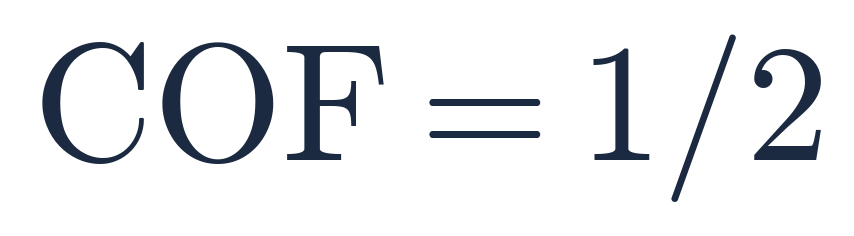 COF = 1/2